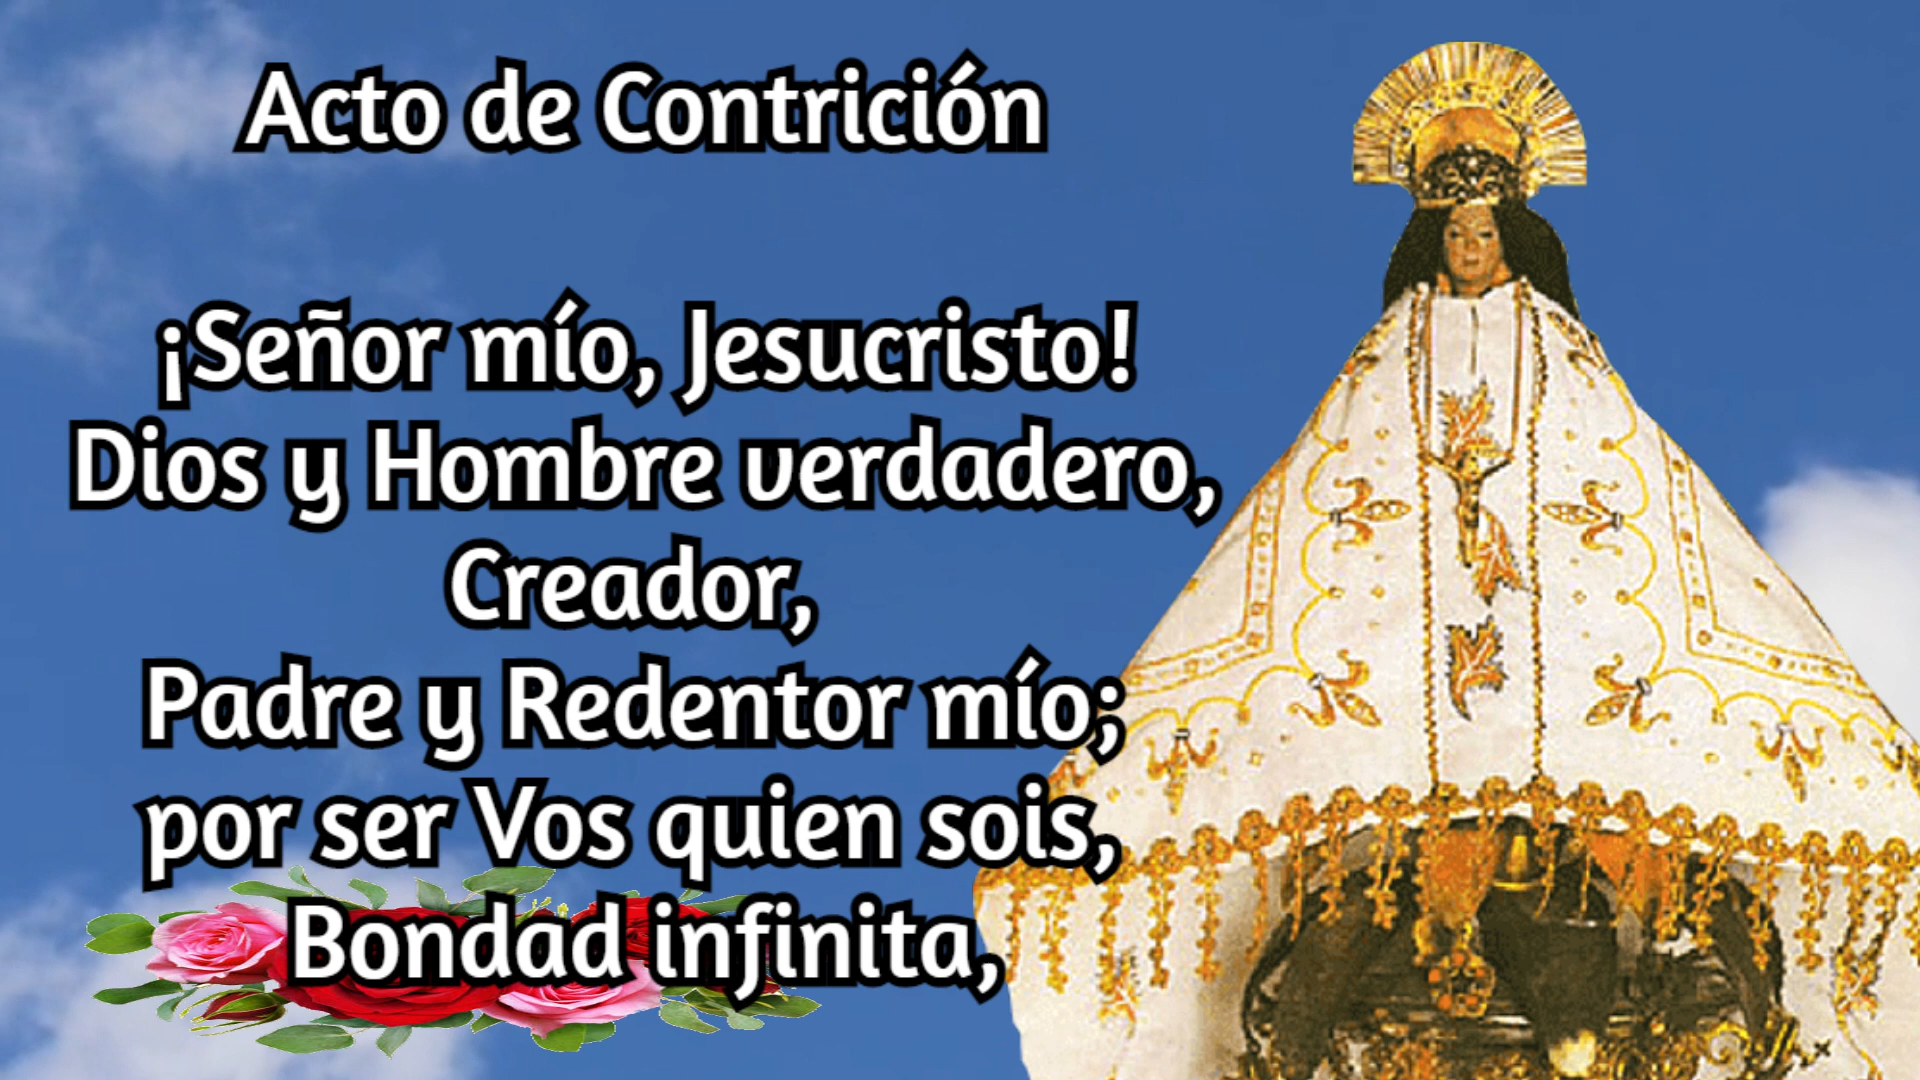 Acto de Contrición
¡Señor mío, Jesucristo!
Dios y Hombre verdadero,
Creador,
Padre y Redentor mío;
por ser Vos quien sois,
Bondad infinita,